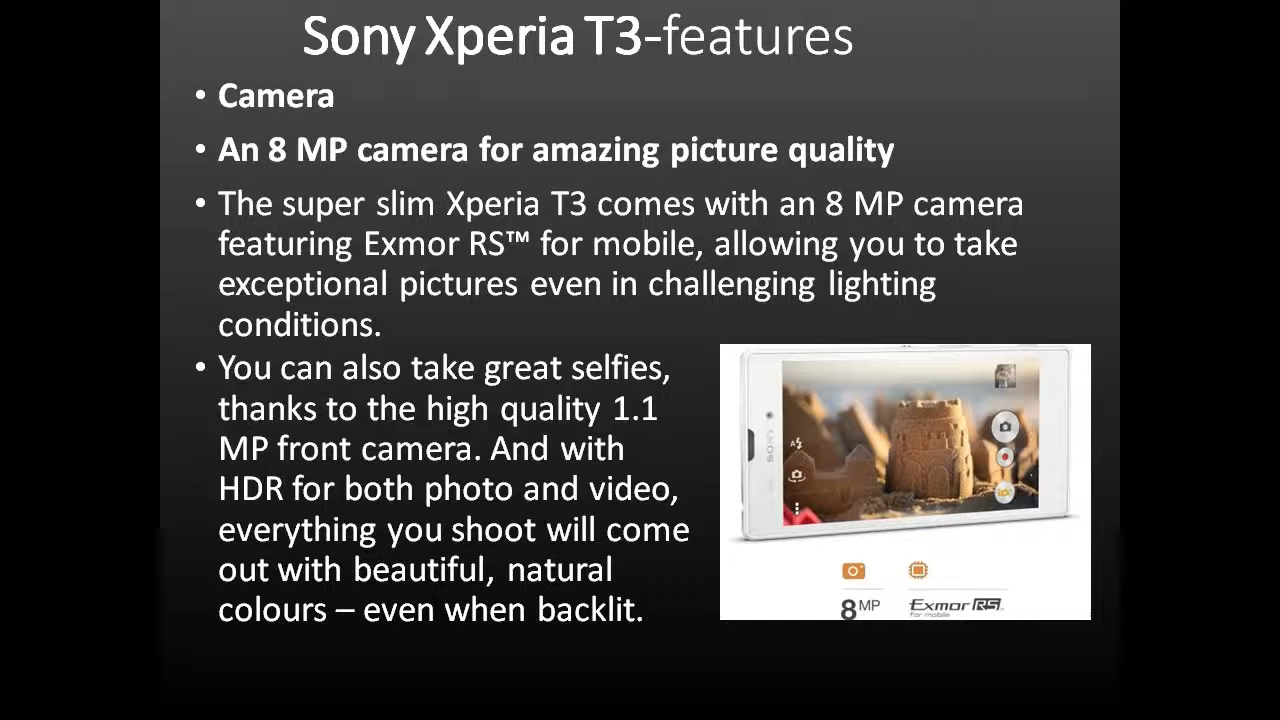 Sony Xperia T3-features
• Camera
• An 8 MP camera for amazing picture quality
• The super slim Xperia T3 comes with an 8 MP camera
featuring Exmor RS™ for mobile, allowing you to take
exceptional pictures even in challenging lighting
conditions.
• You can also take great selfies,
thanks to the high quality 1.1
MP front camera. And with
HDR for both photo and video,
everything you shoot will come
out with beautiful, natural
colours – even when backlit.
SONY
8 MP
Exmor RS
For mobile